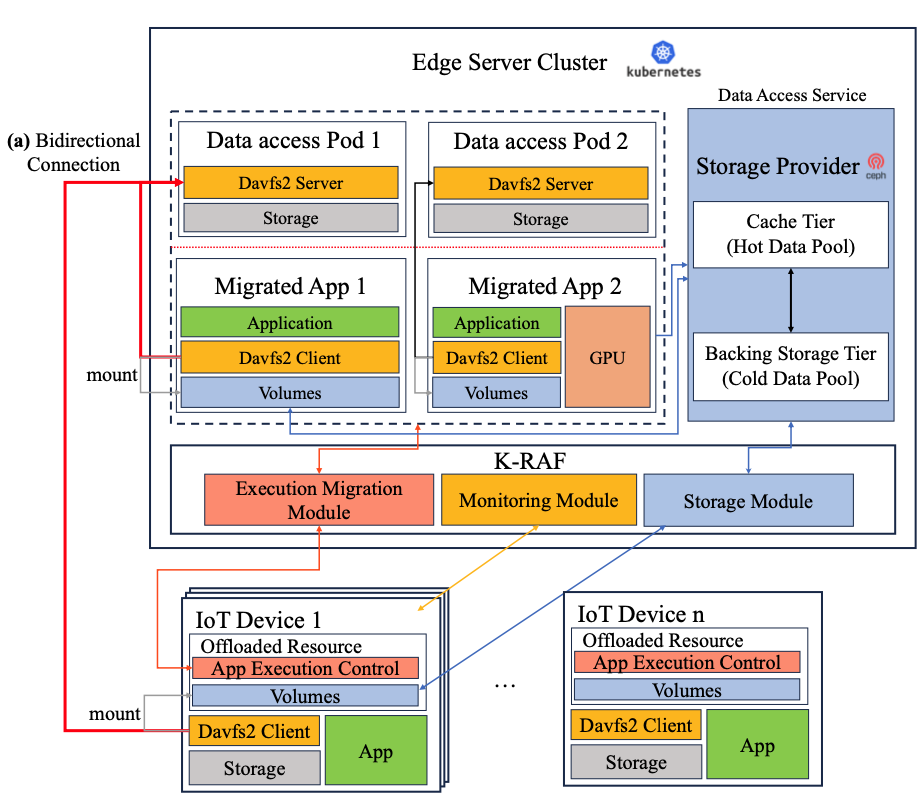 Edge Server Cluster
kubernetes
Data Access Service
(a) Bidirectional
Connection
Data access Pod 1
Davfs2 Server
Storage
Data access Pod 2
Davfs2 Server
Storage
Storage Provider
ceph
Cache Tier
(Hot Data Pool)
Backing Storage Tier
(Cold Data Pool)
Migrated App 1
Application
Davfs2 Client
Volumes
mount
Migrated App 2
Application
Davfs2 Client
Volumes
GPU
K-RAF
Execution Migration
Module
Monitoring Module
Storage Module
IoT Device 1
Offloaded Resource
App Execution Control
Volumes
mount
Davfs2 Client
Storage
App
...
IoT Device n
Offloaded Resource
App Execution Control
Volumes
Davfs2 Client
Storage
App